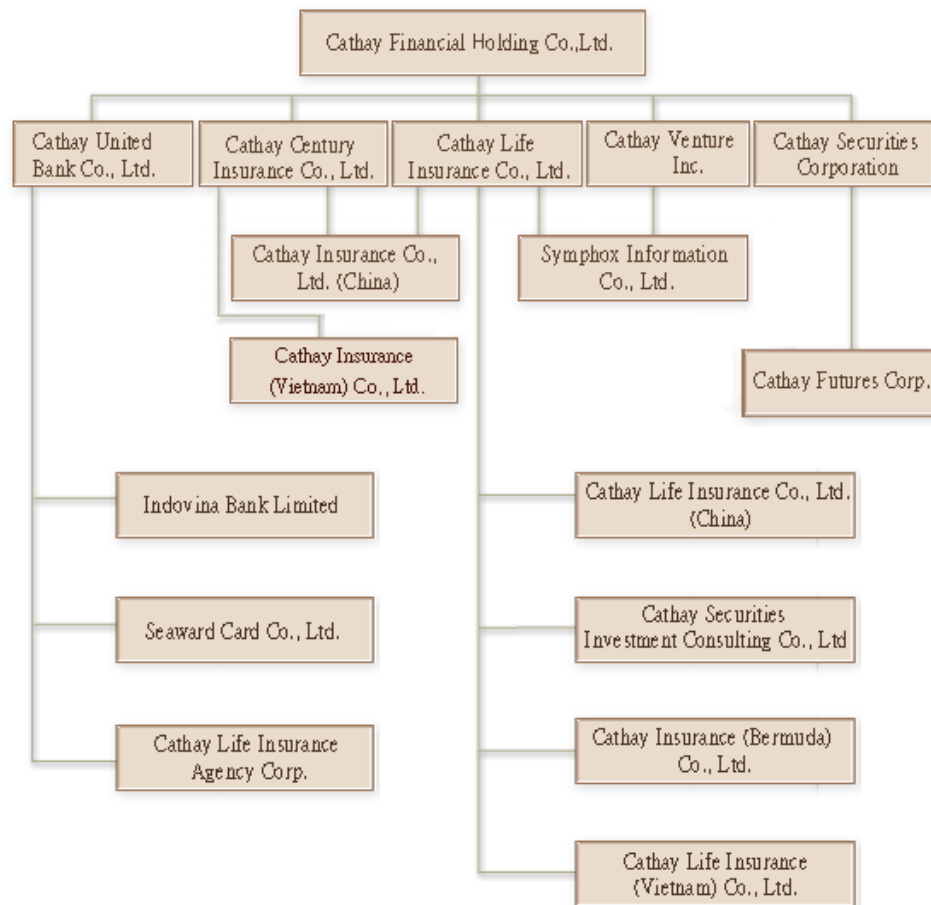 Cathay Financial Holding Co.,Ltd.
Cathay United
Bank Co., Ltd.
Cathay Century
Insurance Co., Ltd.
Cathay Life
Insurance Co., Ltd.
Cathay Venture
Inc.
Cathay Securities
Corporation
Cathay Insurance Co.,
Ltd. (China)
Symphox Information
Co., Ltd.
Cathay Insurance
(Vietnam) Co., Ltd.
Cathay Futures Corp.
Indovina Bank Limited
Cathay Life Insurance Co., Ltd.
(China)
Seaward Card Co., Ltd.
Cathay Securities
Investment Consulting Co., Ltd
Cathay Life Insurance
Agency Corp.
Cathay Insurance (Bermuda)
Co., Ltd.
Cathay Life Insurance
(Vietnam) Co., Ltd.